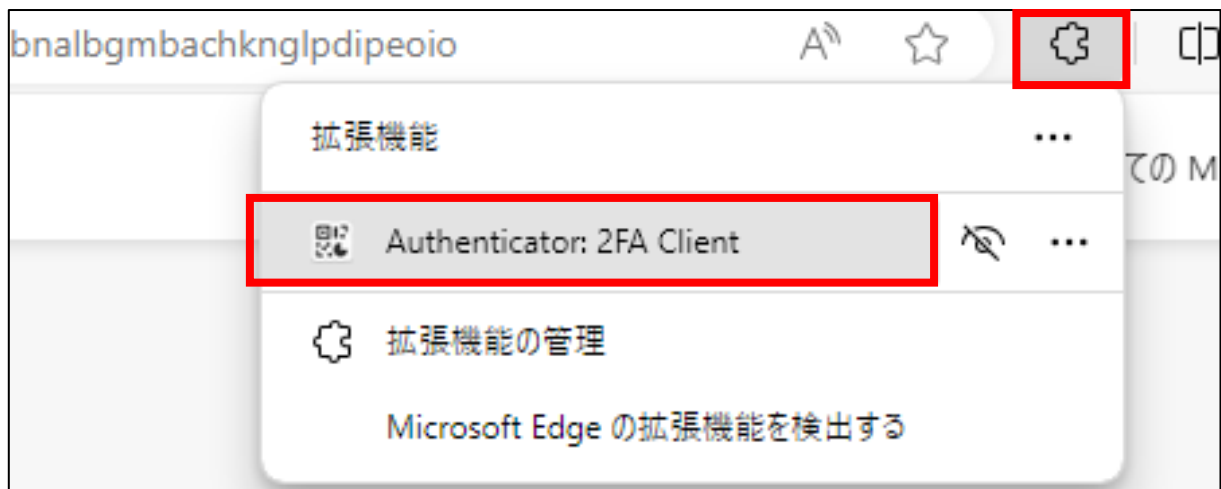 bnalbgmbachknglpdipeoio
拡張機能
ての M
Authenticator: 2FA Client
拡張機能の管理
Microsoft Edge の拡張機能を検出する